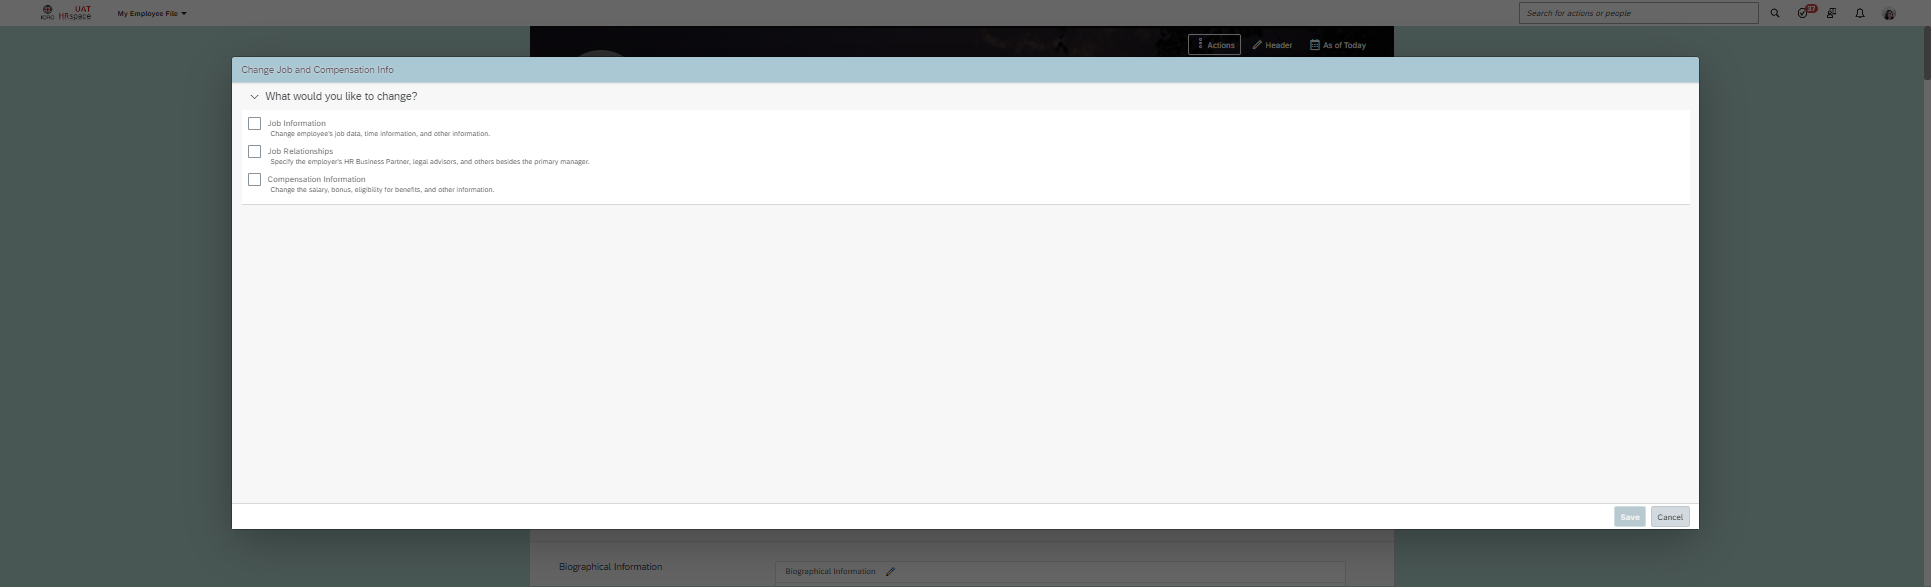 ICRC
UAT
HRspace
My Employee File
Search for actions or people
37
Actions
Header
As of Today
Change Job and Compensation Info
What would you like to change?
Job Information
Change employee's job data, time information, and other information.
Job Relationships
Specify the employer's HR Business Partner, legal advisors, and others besides the primary manager.
Compensation Information
Change the salary, bonus, eligibility for benefits, and other information.
Save
Cancel
Biographical Information
Biographical Information